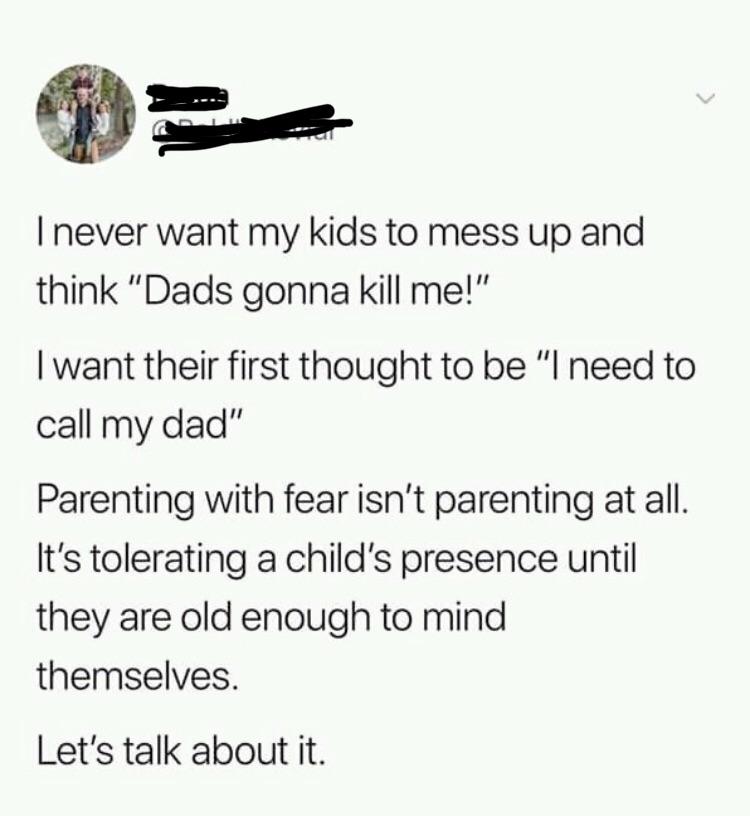 I never want my kids to mess up and
think “Dads gonna kill me!”
I want their first thought to be “I need to
call my dad”
Parenting with fear isn’t parenting at all.
It’s tolerating a child’s presence until
they are old enough to mind
themselves.
Let’s talk about it.